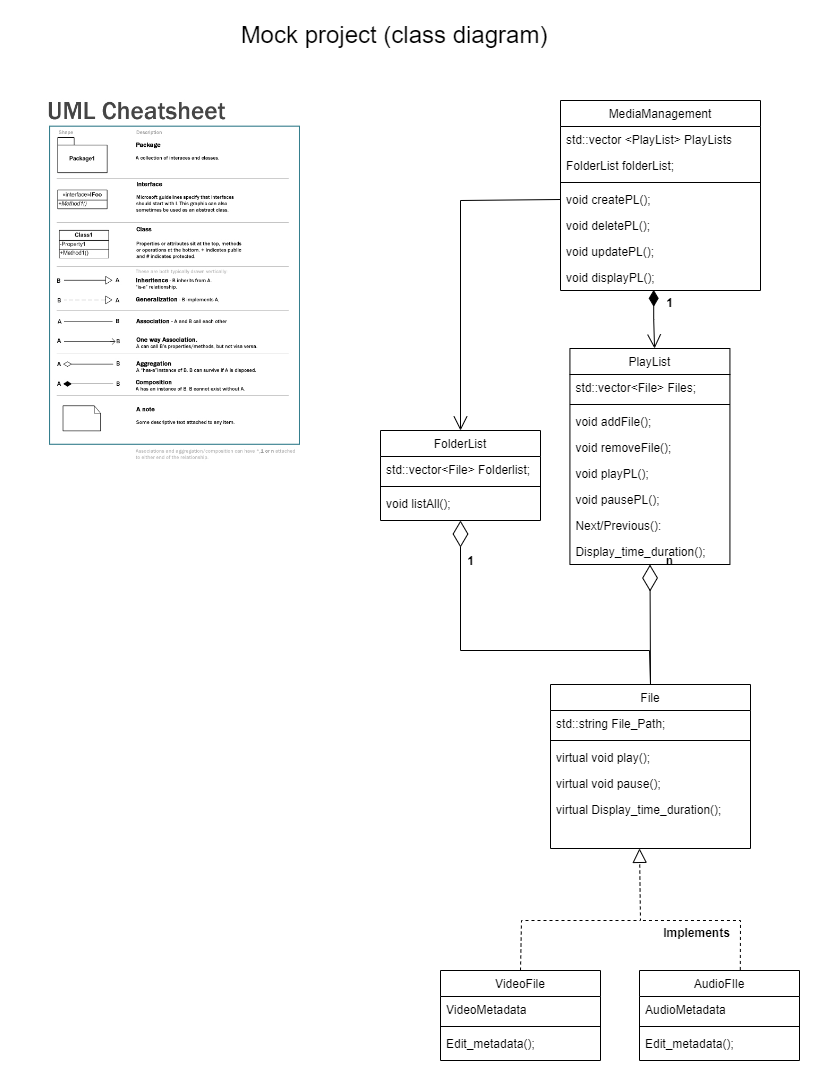 Mock project (class diagram)
UML Cheatsheet
Shape Description
Package1
Package
A collection of interaces and classes.
«interface»IFoo
+Method1()
Interface
Microsoft guidelines specify that interfaces
should start with I. This graphic can also
sometimes be used as an abstract class.
Class1
-Property1
+Method1()
Class
Properties or attributes sit at the top, methods
or operations at the bottom. + indicates public
and # indicates protected.
These are both typically drawn vertically
B A Inheritence - B inherits from A.
"is-a" relationship.
B A Generalization - B implements A.
A B Association - A and B call each other
A B One way Association.
A can call B's properties/methods, but not visa versa.
A B Aggregation
A "has-a" instance of B. B can survive if A is disposed.
A B Composition
A has an instance of B. B cannot exist without A.
A note
Some descriptive text attached to any item.
Associations and aggregation/composition can have *,1 or n attached
to either end of the relationship
MediaManagement
std::vector <PlayList> PlayLists
FolderList folderList;
void createPL();
void deletePL();
void updatePL();
void displayPL();
1
PlayList
std::vector<File> Files;
void addFile();
void removeFile();
void playPL();
void pausePL();
Next/Previous():
Display_time_duration();
n
FolderList
std::vector<File> Folderlist;
void listAll();
1
File
std::string File_Path;
virtual void play();
virtual void pause();
virtual Display_time_duration();
Implements
VideoFile
VideoMetadata
Edit_metadata();
AudioFIle
AudioMetadata
Edit_metadata();